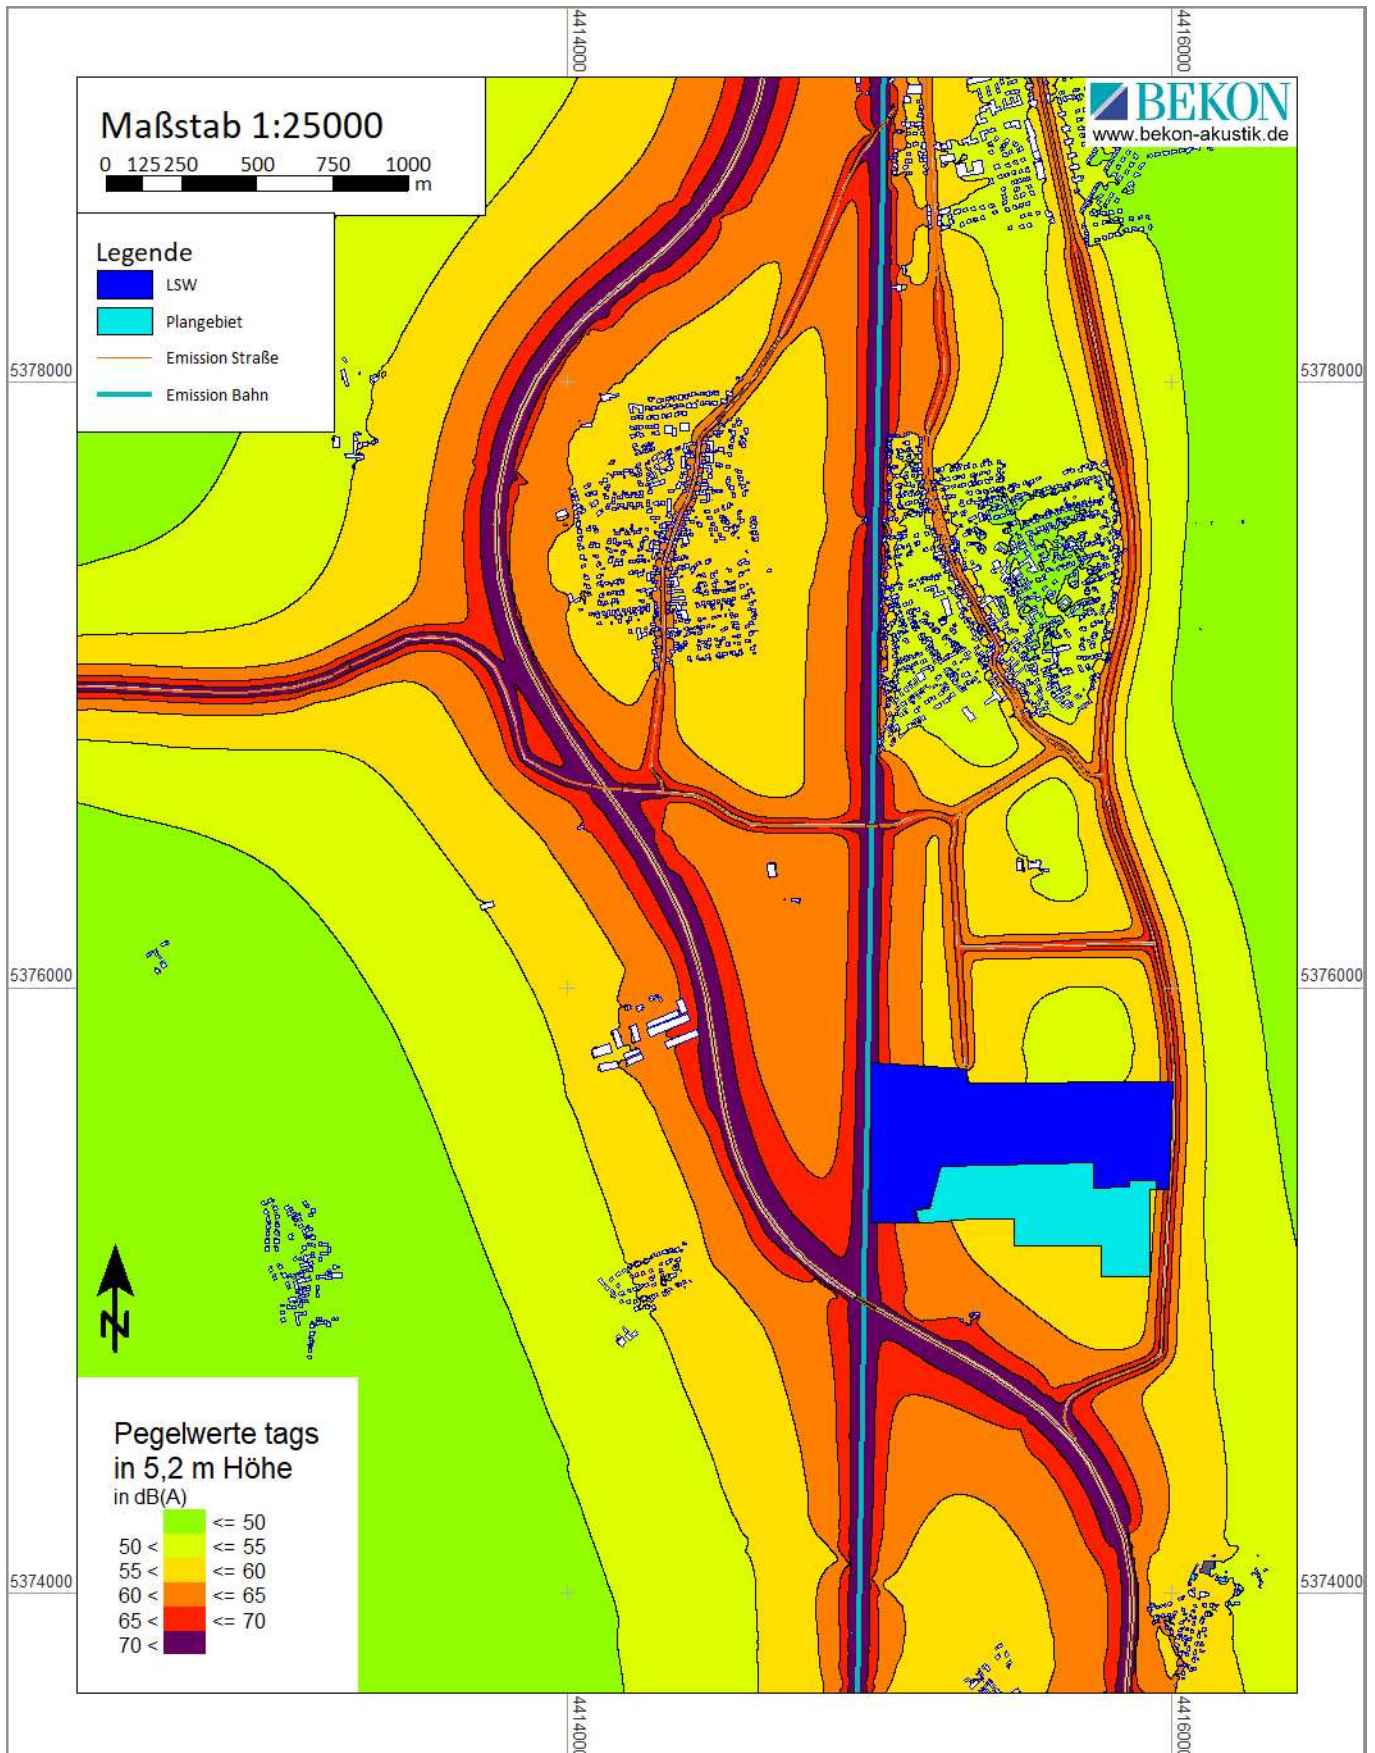 4414000
4416000
Maßstab 1:25000
0 125 250 500 750 1000
m
BEKON
www.bekon-akustik.de
Legende
LSW
Plangebiet
Emission Straße
Emission Bahn
5378000
5378000
5376000
5376000
N
Pegelwerte tags
in 5,2 m Höhe
in dB(A)
<= 50
50 < <= 55
55 < <= 60
60 < <= 65
65 < <= 70
70 <
5374000
5374000
4414000
4416000